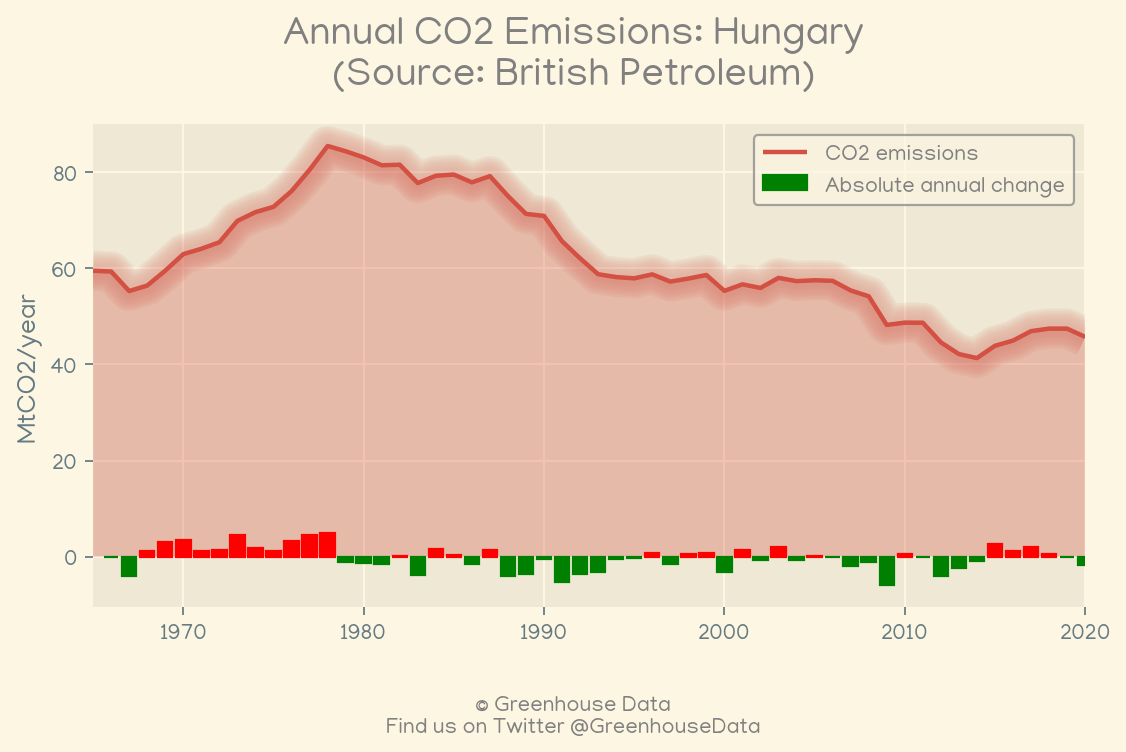 Annual CO2 Emissions: Hungary
(Source: British Petroleum)
CO2 emissions
Absolute annual change
MtCO2/year
80
60
40
20
0
1970 1980 1990 2000 2010 2020
© Greenhouse Data
Find us on Twitter @GreenhouseData